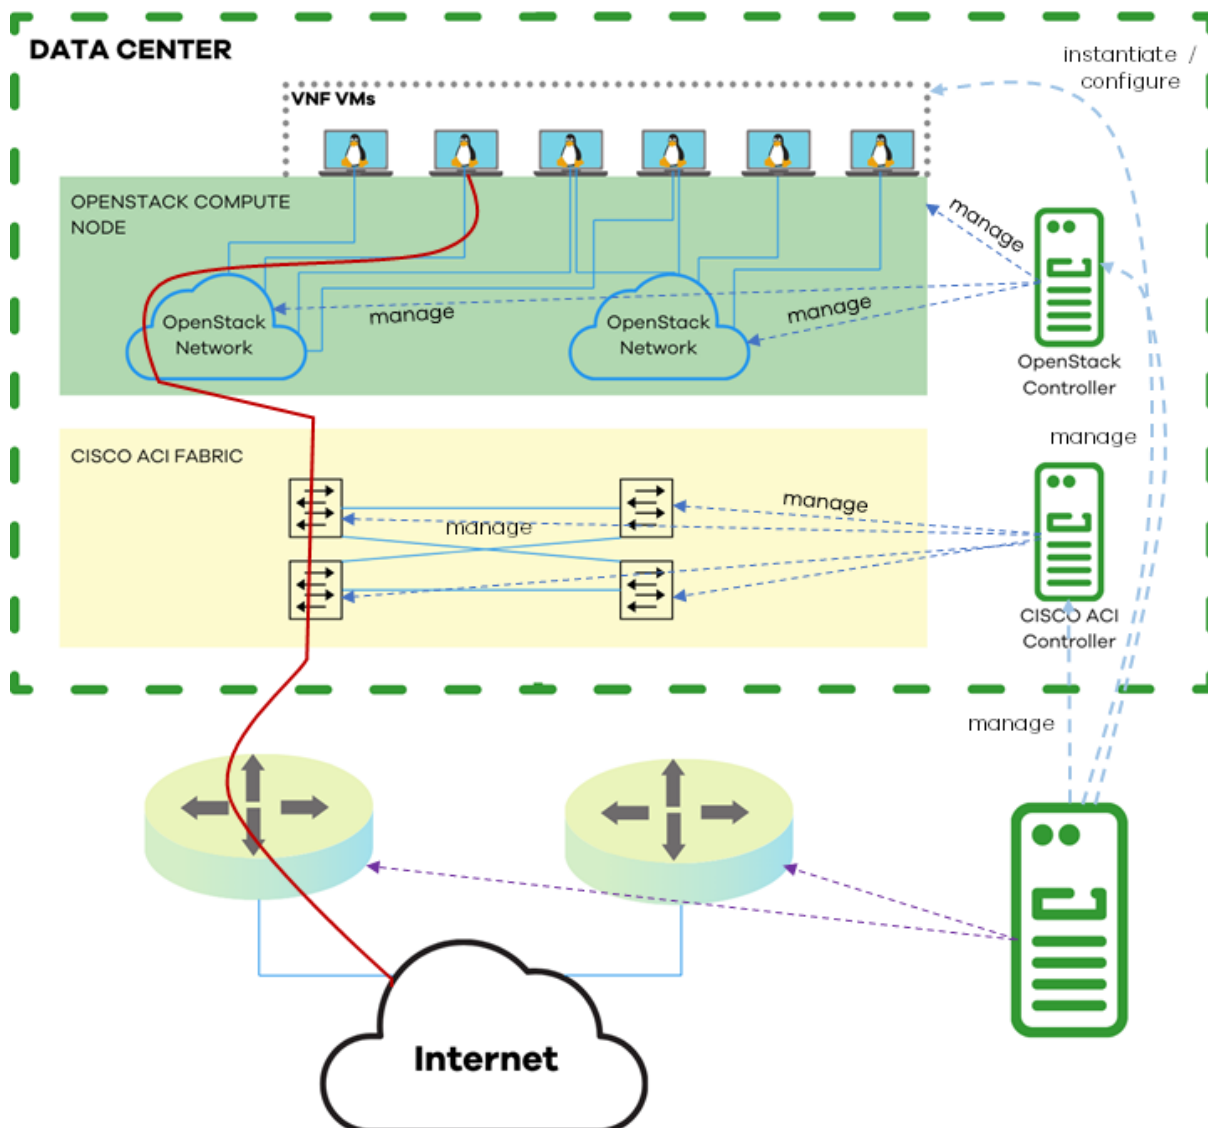 DATA CENTER
instantiate /
configure
VNF VMs
OPENSTACK COMPUTE
NODE
manage
OpenStack
Network
manage
OpenStack
Network
manage
OpenStack
Controller
manage
CISCO ACI FABRIC
manage
manage
CISCO ACI
Controller
manage
Internet